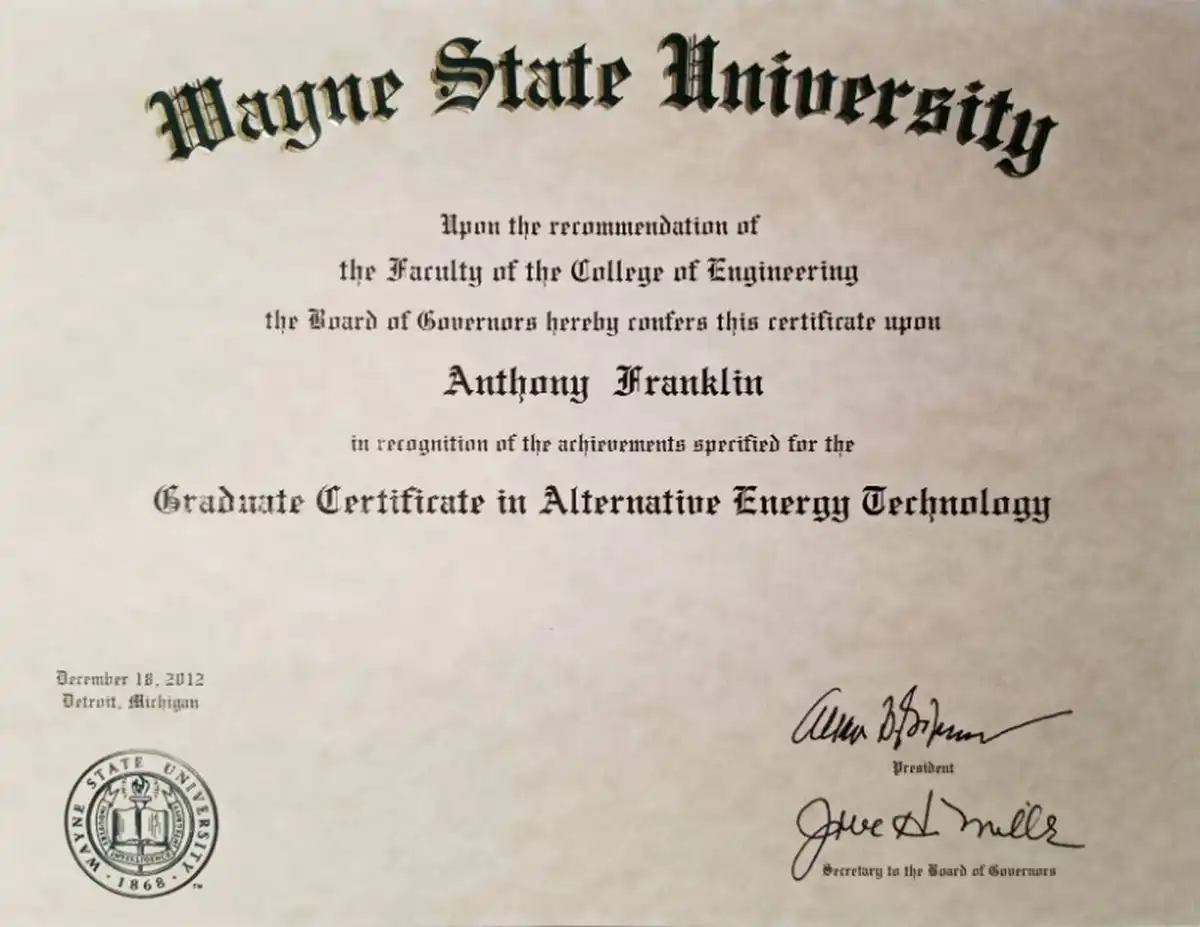 Wayne State University
Upon the recommendation of
the Faculty of the College of Engineering
the Board of Governors hereby confers this certificate upon
Anthony Franklin
in recognition of the achievements specified for the
Graduate Certificate in Alternative Energy Technology
December 18, 2012
Detroit, Michigan
President
Secretary to the Board of Governors
WAYNE STATE UNIVERSITY
INTELLIGENCE
· 1868 ·
TM